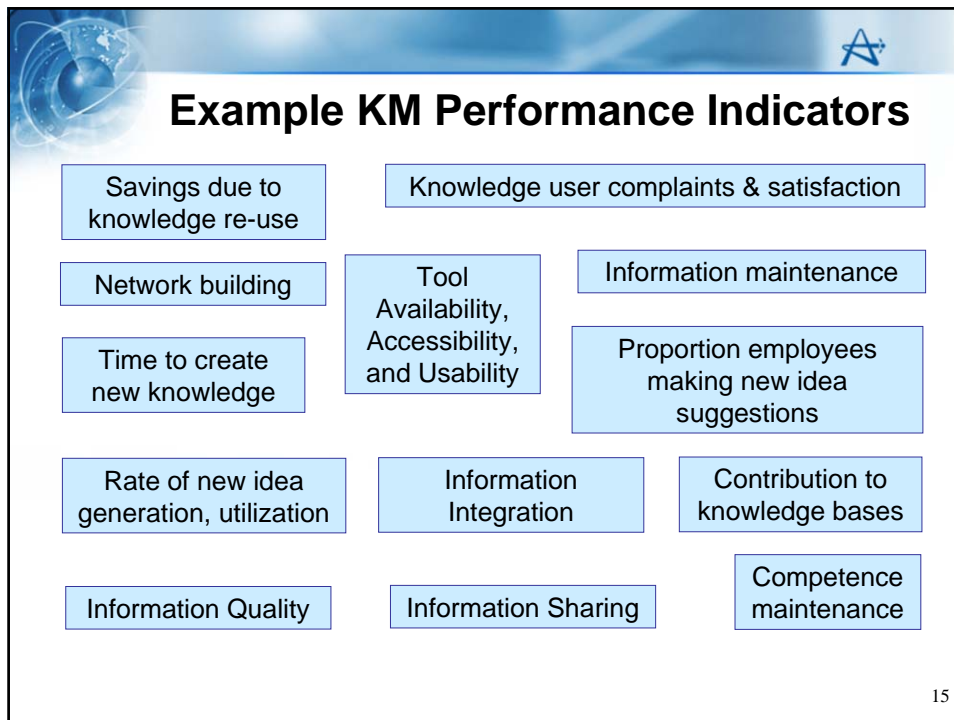 Example KM Performance Indicators
Savings due to
knowledge re-use
Knowledge user complaints & satisfaction
Network building
Tool
Availability,
Accessibility,
and Usability
Information maintenance
Time to create
new knowledge
Proportion employees
making new idea
suggestions
Rate of new idea
generation, utilization
Information
Integration
Contribution to
knowledge bases
Information Quality
Information Sharing
Competence
maintenance
15